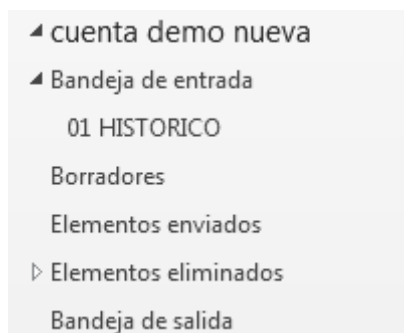 cuenta demo nueva
Bandeja de entrada
01 HISTORICO
Borradores
Elementos enviados
Elementos eliminados
Bandeja de salida